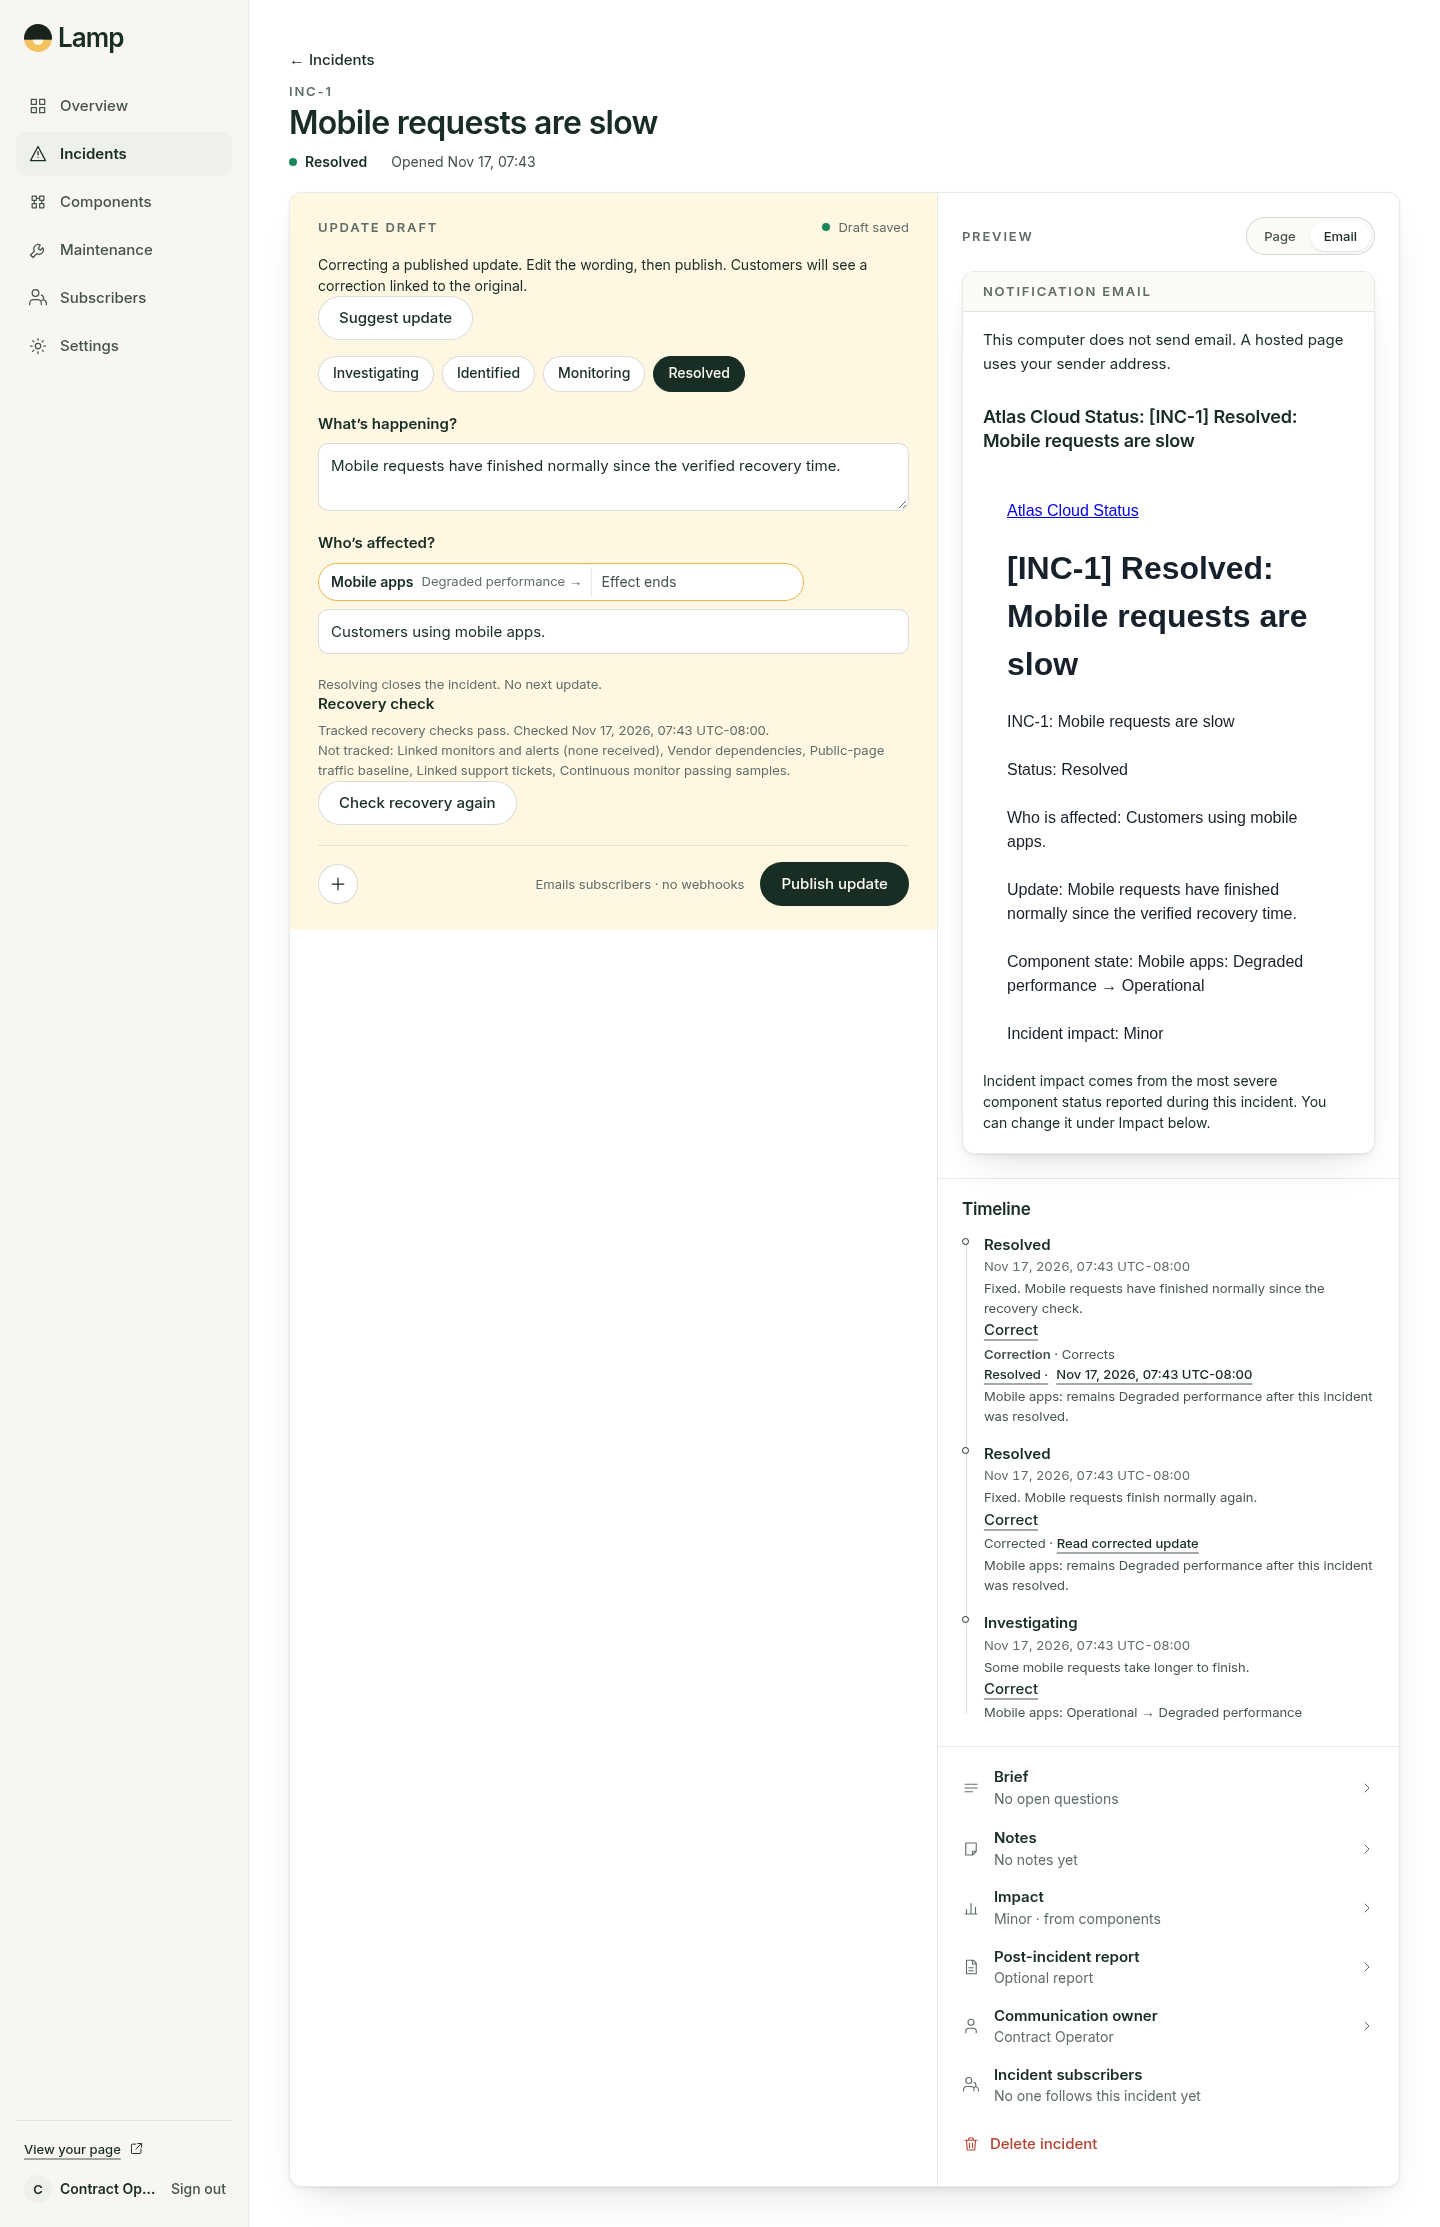 Lamp
Overview
Incidents
Components
Maintenance
Subscribers
Settings
View your page
C Contract Op... Sign out
← Incidents
INC-1
Mobile requests are slow
Resolved Opened Nov 17, 07:43
UPDATE DRAFT Draft saved
Correcting a published update. Edit the wording, then publish. Customers will see a
correction linked to the original.
Suggest update
Investigating Identified Monitoring Resolved
What's happening?
Mobile requests have finished normally since the verified recovery time.
Who's affected?
Mobile apps Degraded performance → Effect ends
Customers using mobile apps.
Resolving closes the incident. No next update.
Recovery check
Tracked recovery checks pass. Checked Nov 17, 2026, 07:43 UTC-08:00.
Not tracked: Linked monitors and alerts (none received), Vendor dependencies, Public-page
traffic baseline, Linked support tickets, Continuous monitor passing samples.
Check recovery again
Emails subscribers · no webhooks Publish update
PREVIEW Page Email
NOTIFICATION EMAIL
This computer does not send email. A hosted page
uses your sender address.
Atlas Cloud Status: [INC-1] Resolved:
Mobile requests are slow
Atlas Cloud Status
[INC-1] Resolved:
Mobile requests are
slow
INC-1: Mobile requests are slow
Status: Resolved
Who is affected: Customers using mobile
apps.
Update: Mobile requests have finished
normally since the verified recovery time.
Component state: Mobile apps: Degraded
performance → Operational
Incident impact: Minor
Incident impact comes from the most severe
component status reported during this incident. You
can change it under Impact below.
Timeline
Resolved
Nov 17, 2026, 07:43 UTC-08:00
Fixed. Mobile requests have finished normally since the
recovery check.
Correct
Correction · Corrects
Resolved · Nov 17, 2026, 07:43 UTC-08:00
Mobile apps: remains Degraded performance after this incident
was resolved.
Resolved
Nov 17, 2026, 07:43 UTC-08:00
Fixed. Mobile requests finish normally again.
Correct
Corrected · Read corrected update
Mobile apps: remains Degraded performance after this incident
was resolved.
Investigating
Nov 17, 2026, 07:43 UTC-08:00
Some mobile requests take longer to finish.
Correct
Mobile apps: Operational → Degraded performance
Brief
No open questions
Notes
No notes yet
Impact
Minor · from components
Post-incident report
Optional report
Communication owner
Contract Operator
Incident subscribers
No one follows this incident yet
Delete incident